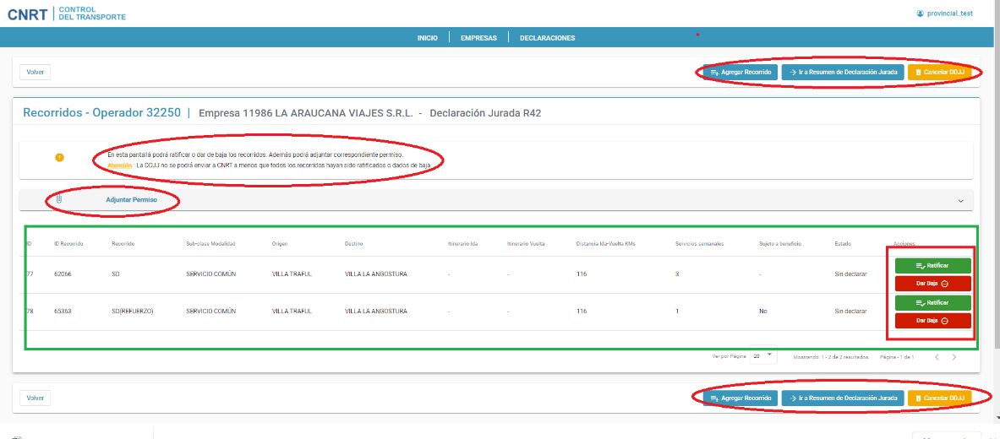 CNRT | CONTROL
DEL TRANSPORTE
provincial_test
INICIO
EMPRESAS
DECLARACIONES
Volver
Agregar Recorrido
Ir a Resumen de Declaración Jurada
Cancelar DDJJ
Recorridos - Operador 32250 | Empresa 11986 LA ARAUCANA VIAJES S.R.L. - Declaración Jurada R42
En esta pantallá podrá ratificar o dar de baja los recorridos. Además podrá adjuntar correspondiente permiso.
Atención : La DDJJ no se podrá enviar a CNRT a menos que todos los recorridos hayan sido ratificados o dados de baja.
Adjuntar Permiso
ID ID Recorrido Recorrido Sub-clase Modalidad Origen Destino Itinerario Ida Itinerario Vuelta Distancia Ida-Vuelta KMs Servicios semanales Sujeto a beneficio Estado Acciones
77 62066 SD SERVICIO COMÚN VILLA TRAFUL VILLA LA ANGOSTURA - - 116 3 - Sin declarar
Ratificar
Dar Baja
78 65363 SD(REFUERZO) SERVICIO COMÚN VILLA TRAFUL VILLA LA ANGOSTURA - - 116 1 No Sin declarar
Ratificar
Dar Baja
Ver por Página 20 Mostrando: 1 - 2 de 2 resultados. Página - 1 de 1
Volver
Agregar Recorrido
Ir a Resumen de Declaración Jurada
Cancelar DDJJ